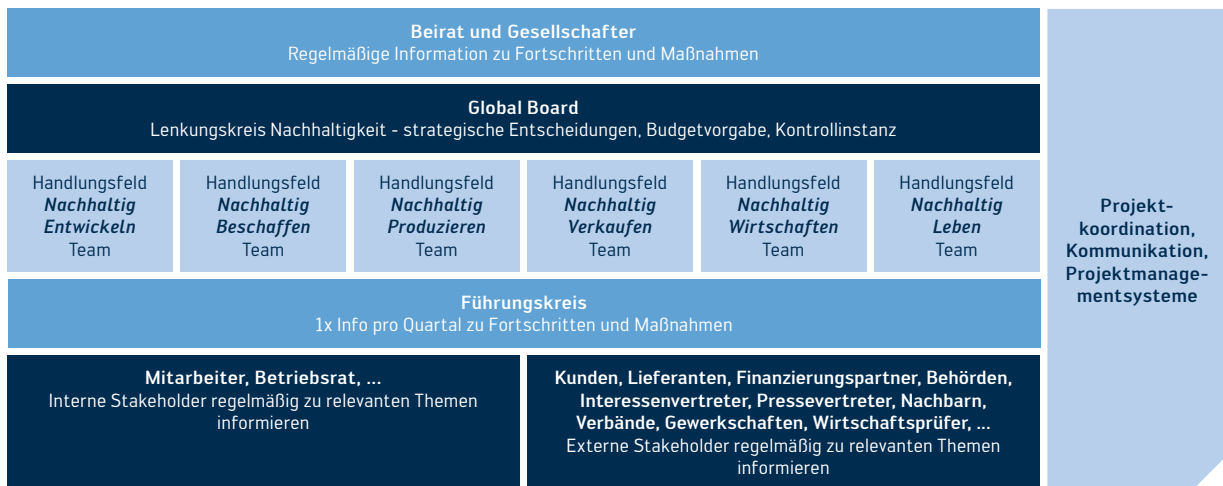 Beirat und Gesellschafter
Regelmäßige Information zu Fortschritten und Maßnahmen
Global Board
Lenkungskreis Nachhaltigkeit - strategische Entscheidungen, Budgetvorgabe, Kontrollinstanz
Handlungsfeld
Nachhaltig
Entwickeln
Team
Handlungsfeld
Nachhaltig
Beschaffen
Team
Handlungsfeld
Nachhaltig
Produzieren
Team
Handlungsfeld
Nachhaltig
Verkaufen
Team
Handlungsfeld
Nachhaltig
Wirtschaften
Team
Handlungsfeld
Nachhaltig
Leben
Team
Führungskreis
1x Info pro Quartal zu Fortschritten und Maßnahmen
Mitarbeiter, Betriebsrat, ...
Interne Stakeholder regelmäßig zu relevanten Themen
informieren
Kunden, Lieferanten, Finanzierungspartner, Behörden,
Interessenvertreter, Pressevertreter, Nachbarn,
Verbände, Gewerkschaften, Wirtschaftsprüfer, ...
Externe Stakeholder regelmäßig zu relevanten Themen
informieren
Projekt-
koordination,
Kommunikation,
Projektmanage-
mentsysteme